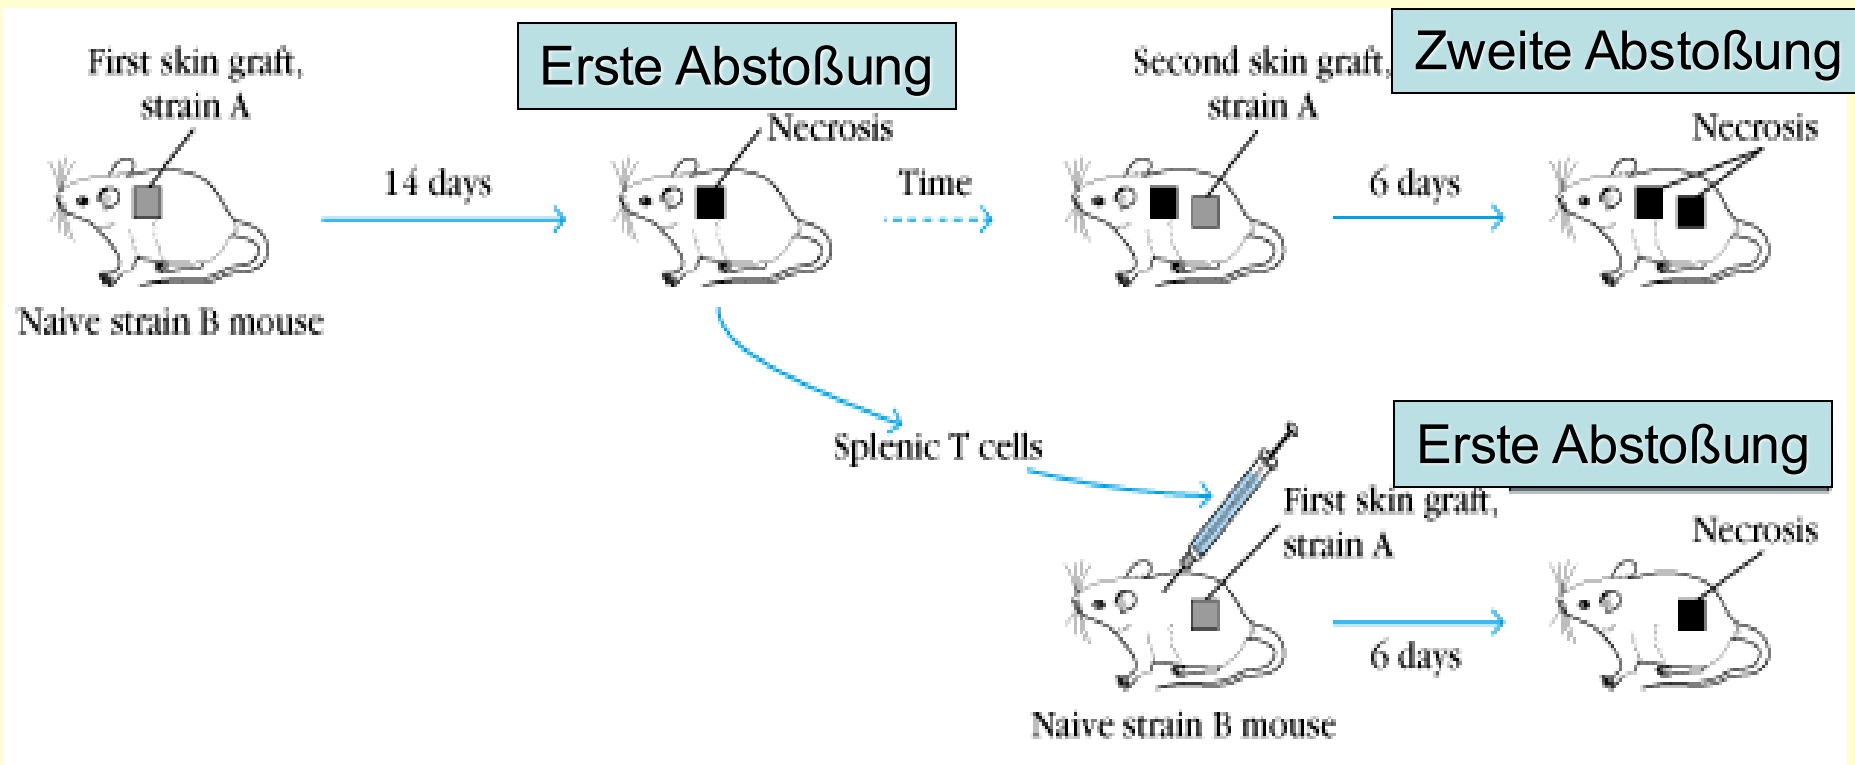 First skin graft,
strain A
Erste Abstoßung
Necrosis
Second skin graft,
strain A
Zweite Abstoßung
Necrosis
14 days
Time
6 days
Naive strain B mouse
Splenic T cells
Erste Abstoßung
First skin graft,
strain A
Necrosis
6 days
Naive strain B mouse